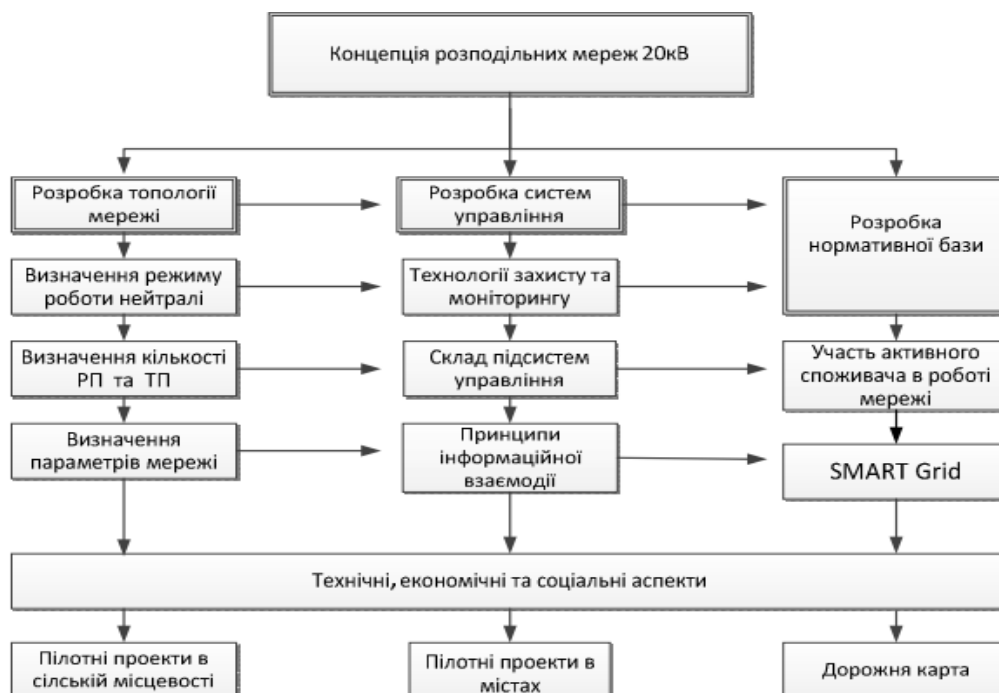 Концепція розподільних мереж 20кВ
Розробка топології
мережі
Розробка систем
управління
Розробка
нормативної бази
Визначення режиму
роботи нейтралі
Технології захисту та
моніторингу
Визначення кількості
РП та ТП
Склад підсистем
управління
Участь активного
споживача в роботі
мережі
Визначення
параметрів мережі
Принципи
інформаційної
взаємодії
SMART Grid
Технічні, економічні та соціальні аспекти
Пілотні проекти в
сілській місцевості
Пілотні проекти в
містах
Дорожня карта